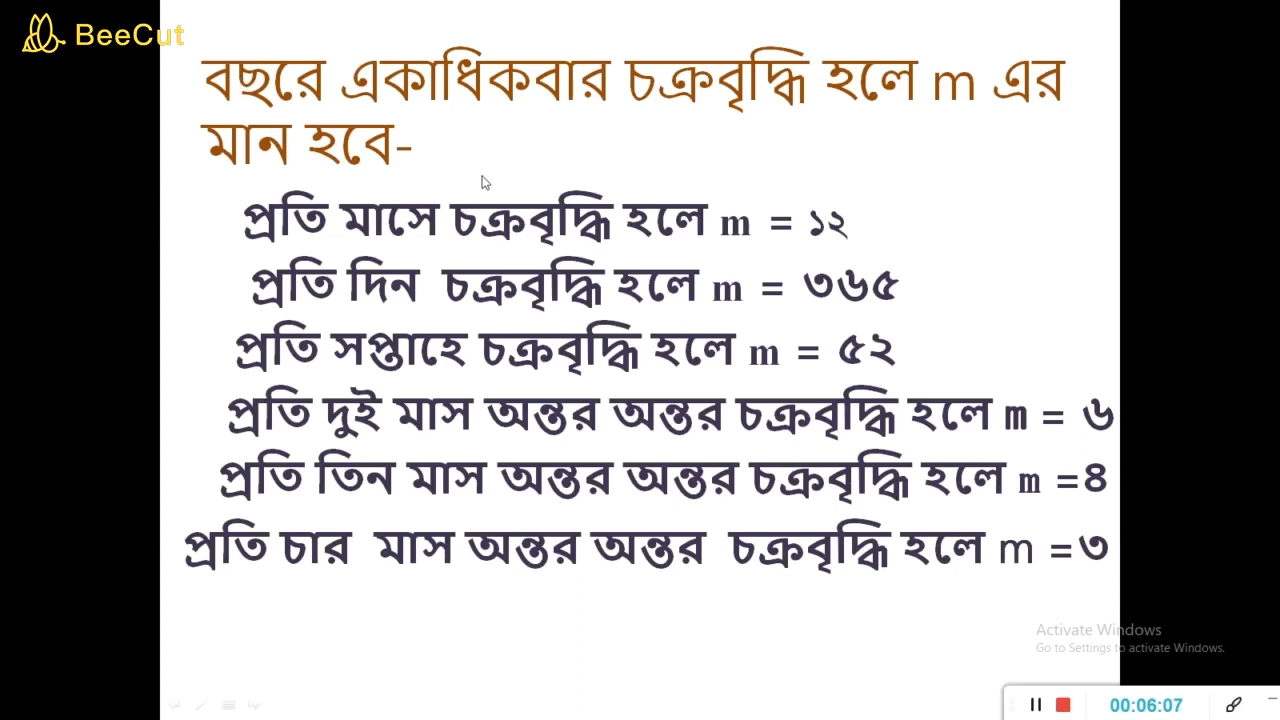 BeeCut
বছরে একাধিকবার চক্রবৃদ্ধি হলে m এর
মান হবে-
প্রতি মাসে চক্রবৃদ্ধি হলে m = ১২
প্রতি দিন চক্রবৃদ্ধি হলে m = ৩৬৫
প্রতি সপ্তাহে চক্রবৃদ্ধি হলে m = ৫২
প্রতি দুই মাস অন্তর অন্তর চক্রবৃদ্ধি হলে m = ৬
প্রতি তিন মাস অন্তর অন্তর চক্রবৃদ্ধি হলে m =৪
প্রতি চার মাস অন্তর অন্তর চক্রবৃদ্ধি হলে m =৩
Activate Windows
Go to Settings to activate Windows.
00:06:07